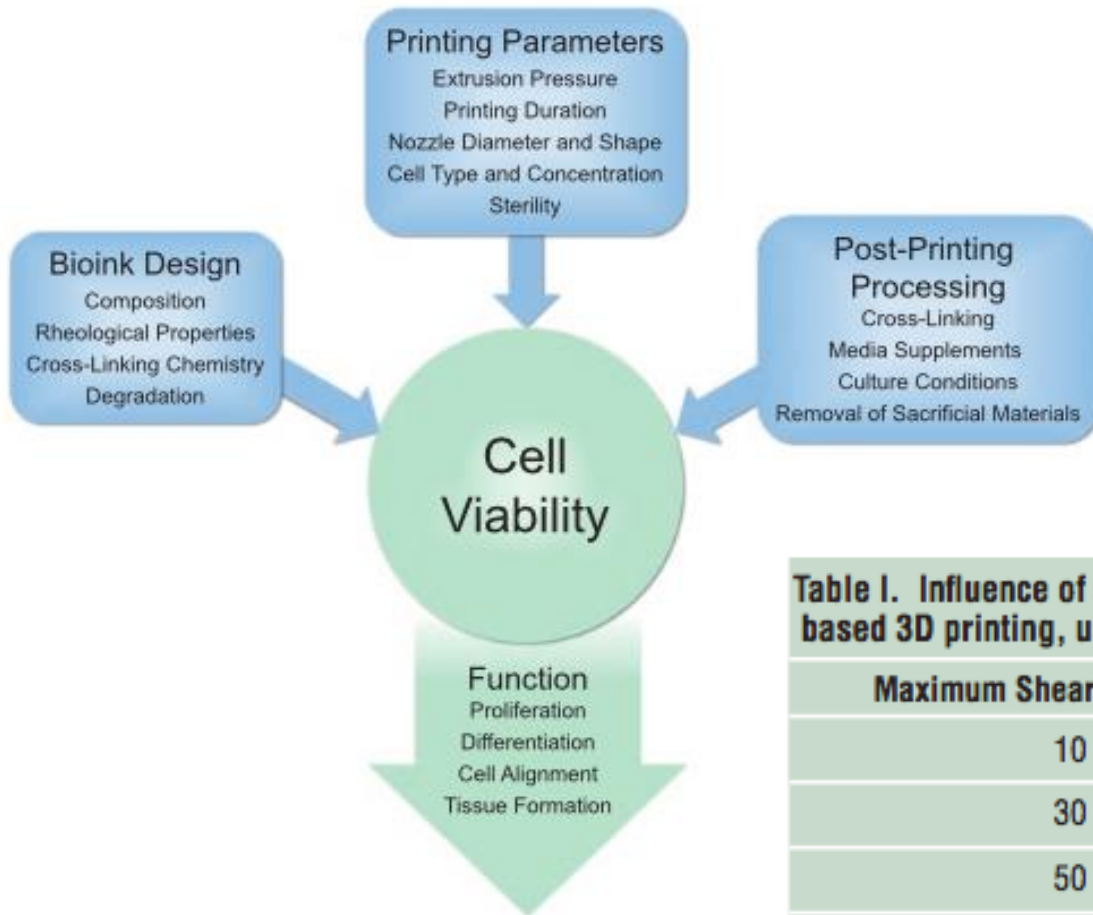 Printing Parameters
Extrusion Pressure
Printing Duration
Nozzle Diameter and Shape
Cell Type and Concentration
Sterility
Bioink Design
Composition
Rheological Properties
Cross-Linking Chemistry
Degradation
Post-Printing
Processing
Cross-Linking
Media Supplements
Culture Conditions
Removal of Sacrificial Materials
Cell
Viability
Function
Proliferation
Differentiation
Cell Alignment
Tissue Formation
Table I. Influence of
based 3D printing, u
Maximum Shear
10
30
50